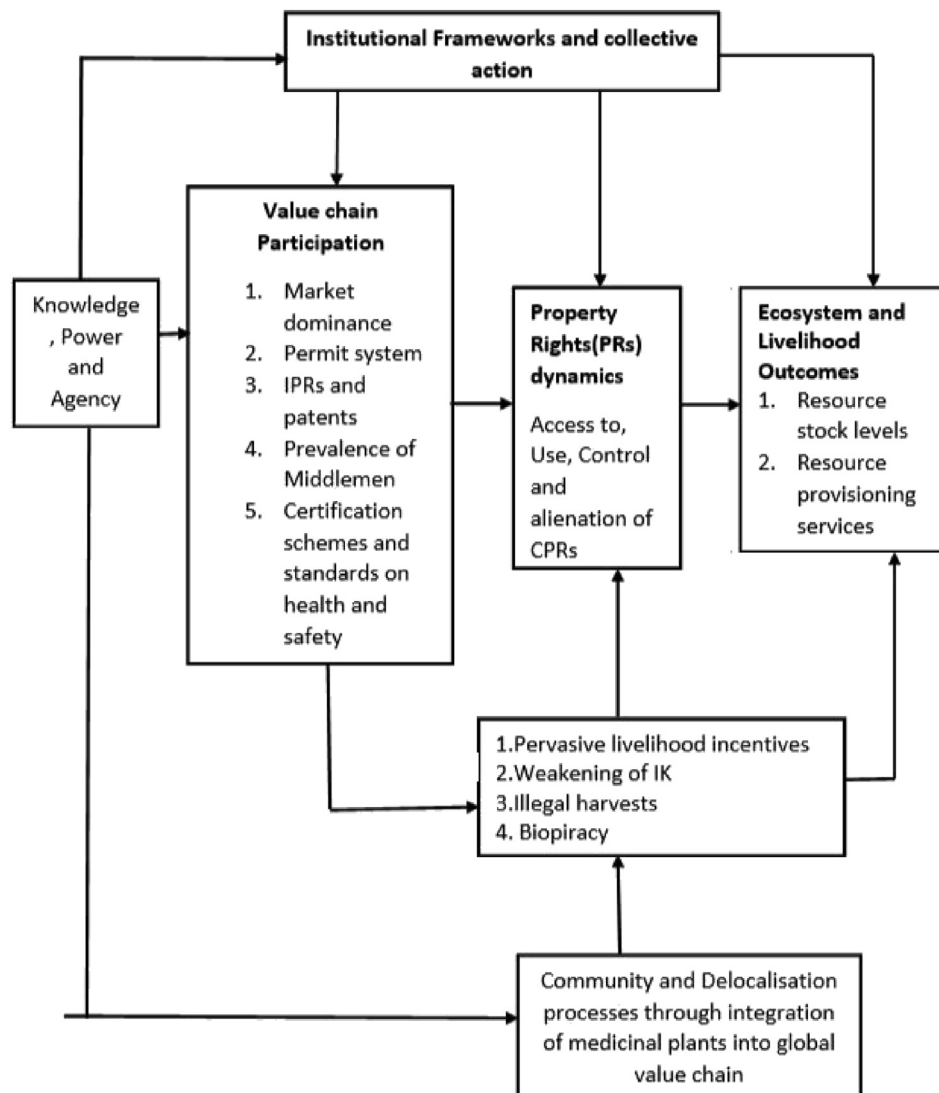 Institutional Frameworks and collective
action
Knowledge
, Power
and
Agency
Value chain
Participation
1. Market
dominance
2. Permit system
3. IPRs and
patents
4. Prevalence of
Middlemen
5. Certification
schemes and
standards on
health and
safety
Property
Rights(PRs)
dynamics
Access to,
Use, Control
and
alienation of
CPRs
Ecosystem and
Livelihood
Outcomes
1. Resource
stock levels
2. Resource
provisioning
services
1.Pervasive livelihood incentives
2.Weakening of IK
3.Illegal harvests
4. Biopiracy
Community and Delocalisation
processes through integration
of medicinal plants into global
value chain